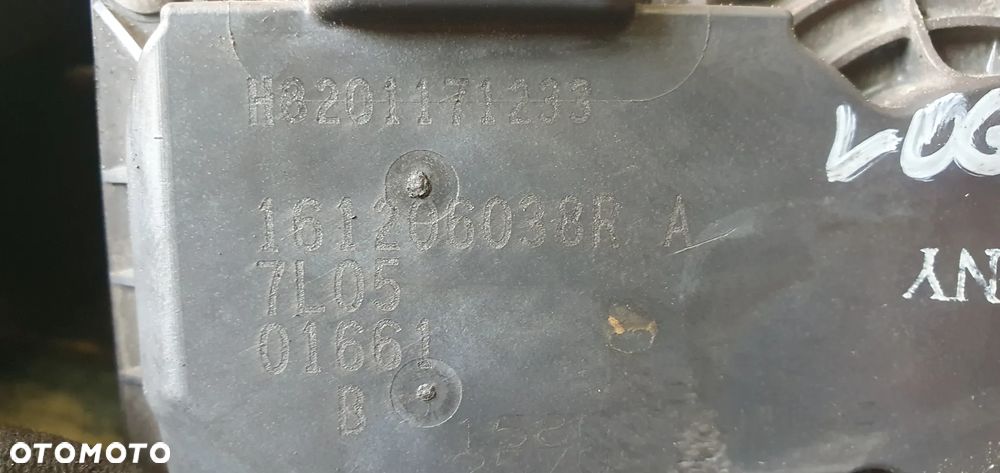 H8201171233
161206038R A
7L05
01661
B
LOG
NY
OTOMOTO